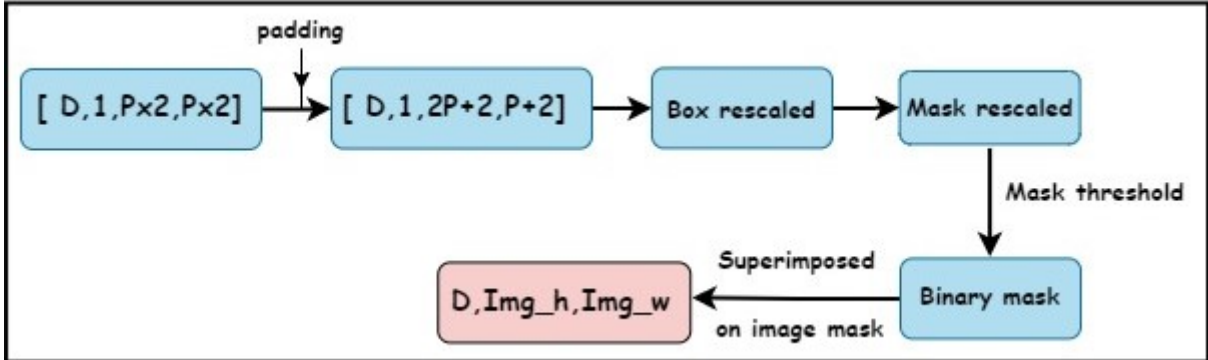 padding
[ D,1,Px2,Px2]
[ D,1,2P+2,P+2]
Box rescaled
Mask rescaled
Mask threshold
Binary mask
Superimposed
on image mask
D,Img_h,Img_w